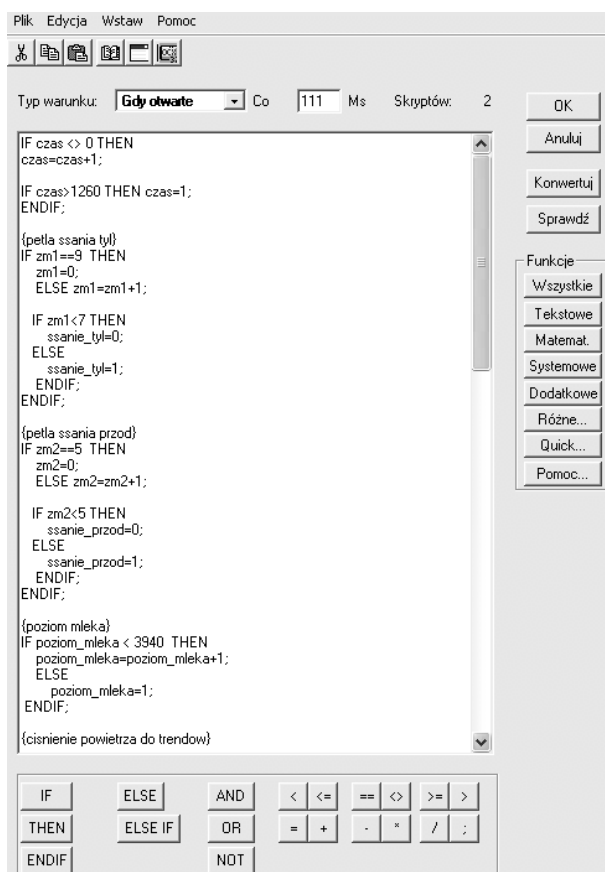 Plik Edycja Wstaw Pomoc
Typ warunku: Gdy otwarte Co 111 Ms Skryptów: 2
OK
Anuluj
Konwertuj
Sprawdź
Funkcje
Wszystkie
Tekstowe
Matemat.
Systemowe
Dodatkowe
Różne...
Quick...
Pomoc...
IF czas <> 0 THEN
czas=czas+1;
IF czas>1260 THEN czas=1;
ENDIF;
{petla ssania tyl}
IF zm1==9 THEN
zm1=0;
ELSE zm1=zm1+1;
IF zm1<7 THEN
ssanie_tyl=0;
ELSE
ssanie_tyl=1;
ENDIF;
ENDIF;
{petla ssania przod}
IF zm2==5 THEN
zm2=0;
ELSE zm2=zm2+1;
IF zm2<5 THEN
ssanie_przod=0;
ELSE
ssanie_przod=1;
ENDIF;
ENDIF;
{poziom mleka}
IF poziom_mleka < 3940 THEN
poziom_mleka=poziom_mleka+1;
ELSE
poziom_mleka=1;
ENDIF;
{cisnienie powietrza do trendow}
IF ELSE AND < <= == <> >= >
THEN ELSE IF OR = + - * / ;
ENDIF NOT